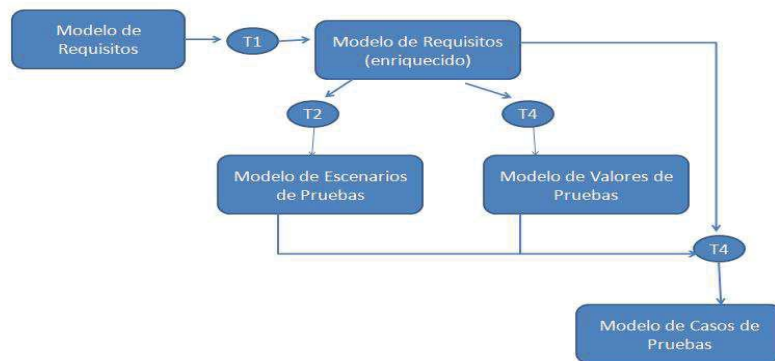 Modelo de
Requisitos
T1
Modelo de Requisitos
(enriquecido)
T2
T4
Modelo de Escenarios
de Pruebas
Modelo de Valores de
Pruebas
T4
Modelo de Casos de
Pruebas